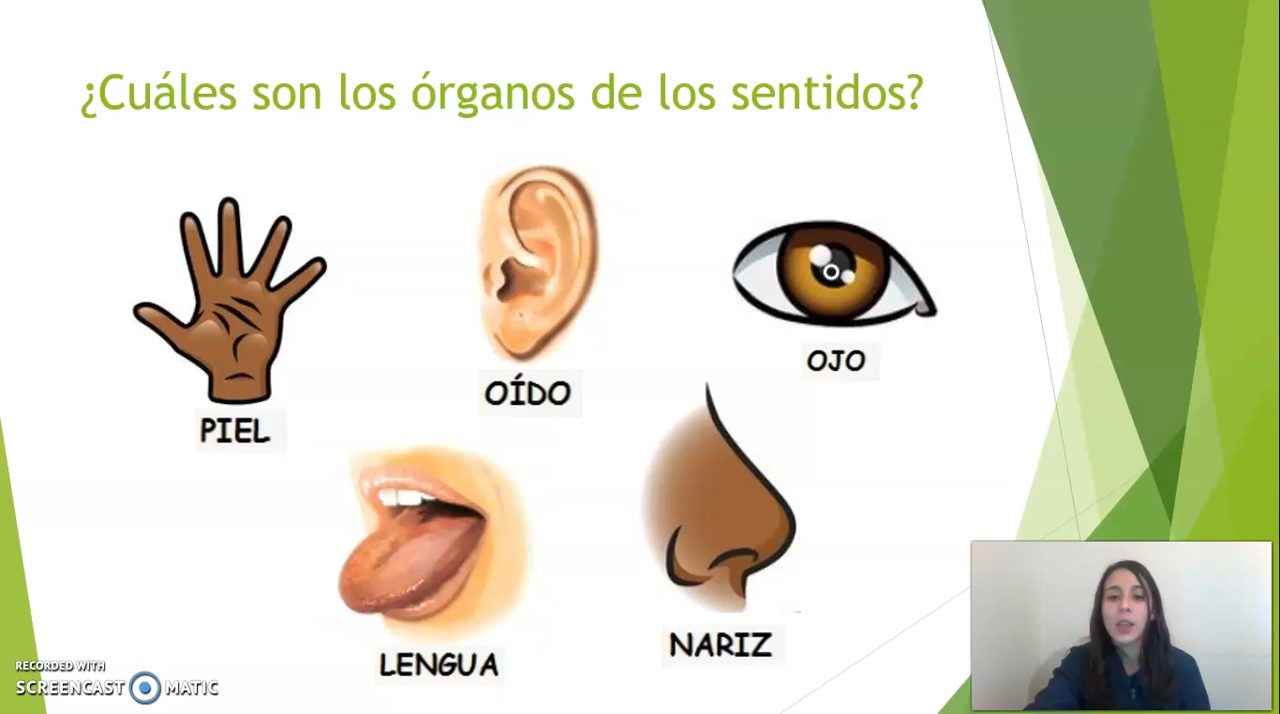 ¿Cuáles son los órganos de los sentidos?
PIEL
OÍDO
OJO
LENGUA
NARIZ
RECORDED WITH
SCREENCAST MATIC